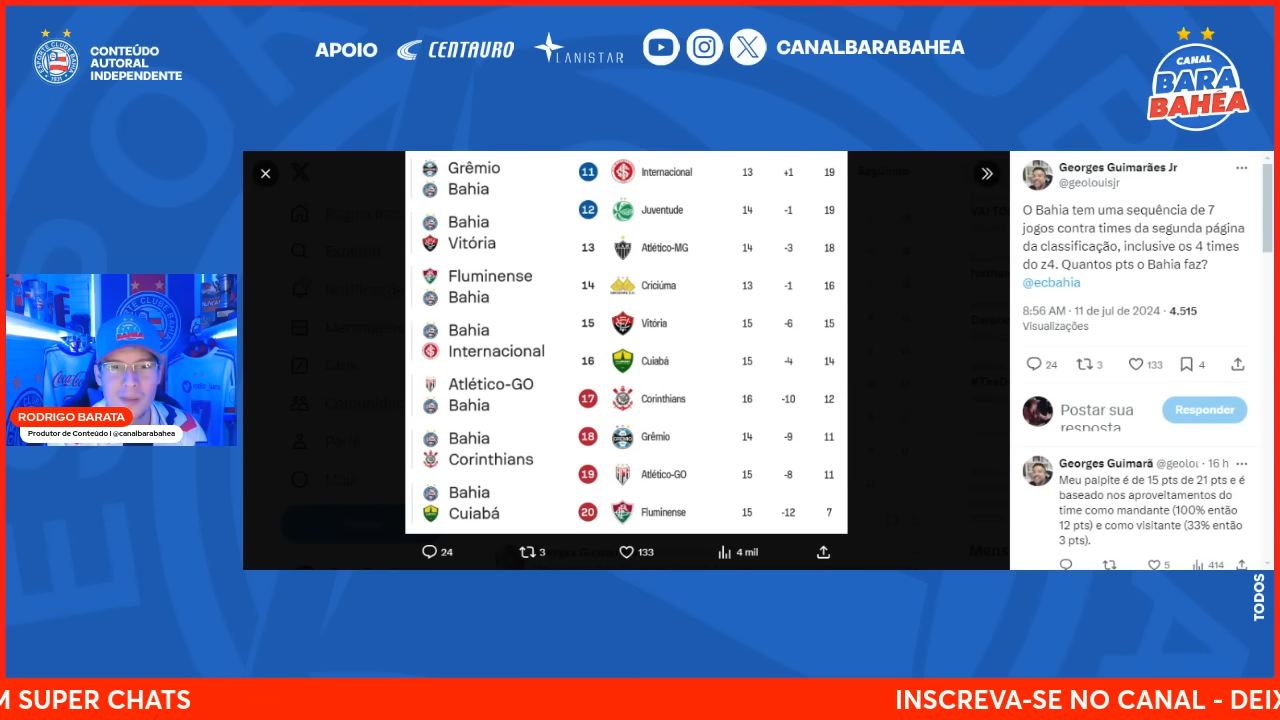 CONTEÚDO
AUTORAL
INDEPENDENTE
APOIO
CENTAURO
LANISTAR
CANALBARABAHEA
CANAL
BARA
BAHÊA
Grêmio
Bahia
Bahia
Vitória
Fluminense
Bahia
Bahia
Internacional
Atlético-GO
Bahia
Bahia
Corinthians
Bahia
Cuiabá
11 Internacional 13 +1 19
12 Juventude 14 -1 19
13 Atlético-MG 14 -3 18
14 Criciúma 13 -1 16
15 Vitória 15 -6 15
16 Cuiabá 15 -4 14
17 Corinthians 16 -10 12
18 Grêmio 14 -9 11
19 Atlético-GO 15 -8 11
20 Fluminense 15 -12 7
24 3 133 4 mil
Georges Guimarães Jr
@geolouisjr
O Bahia tem uma sequência de 7
jogos contra times da segunda página
da classificação, inclusive os 4 times
do z4. Quantos pts o Bahia faz?
@ecbahia
8:56 AM · 11 de jul de 2024 · 4.515
Visualizações
24 3 133 4
Postar sua
resposta
Responder
Georges Guimarã @geoloı · 16 h
Meu palpite é de 15 pts de 21 pts e é
baseado nos aproveitamentos do
time como mandante (100% então
12 pts) e como visitante (33% então
3 pts).
5 414
RODRIGO BARATA
Produtor de Conteúdo | @canalbarabahea
TODOS
M SUPER CHATS
INSCREVA-SE NO CANAL - DEIX